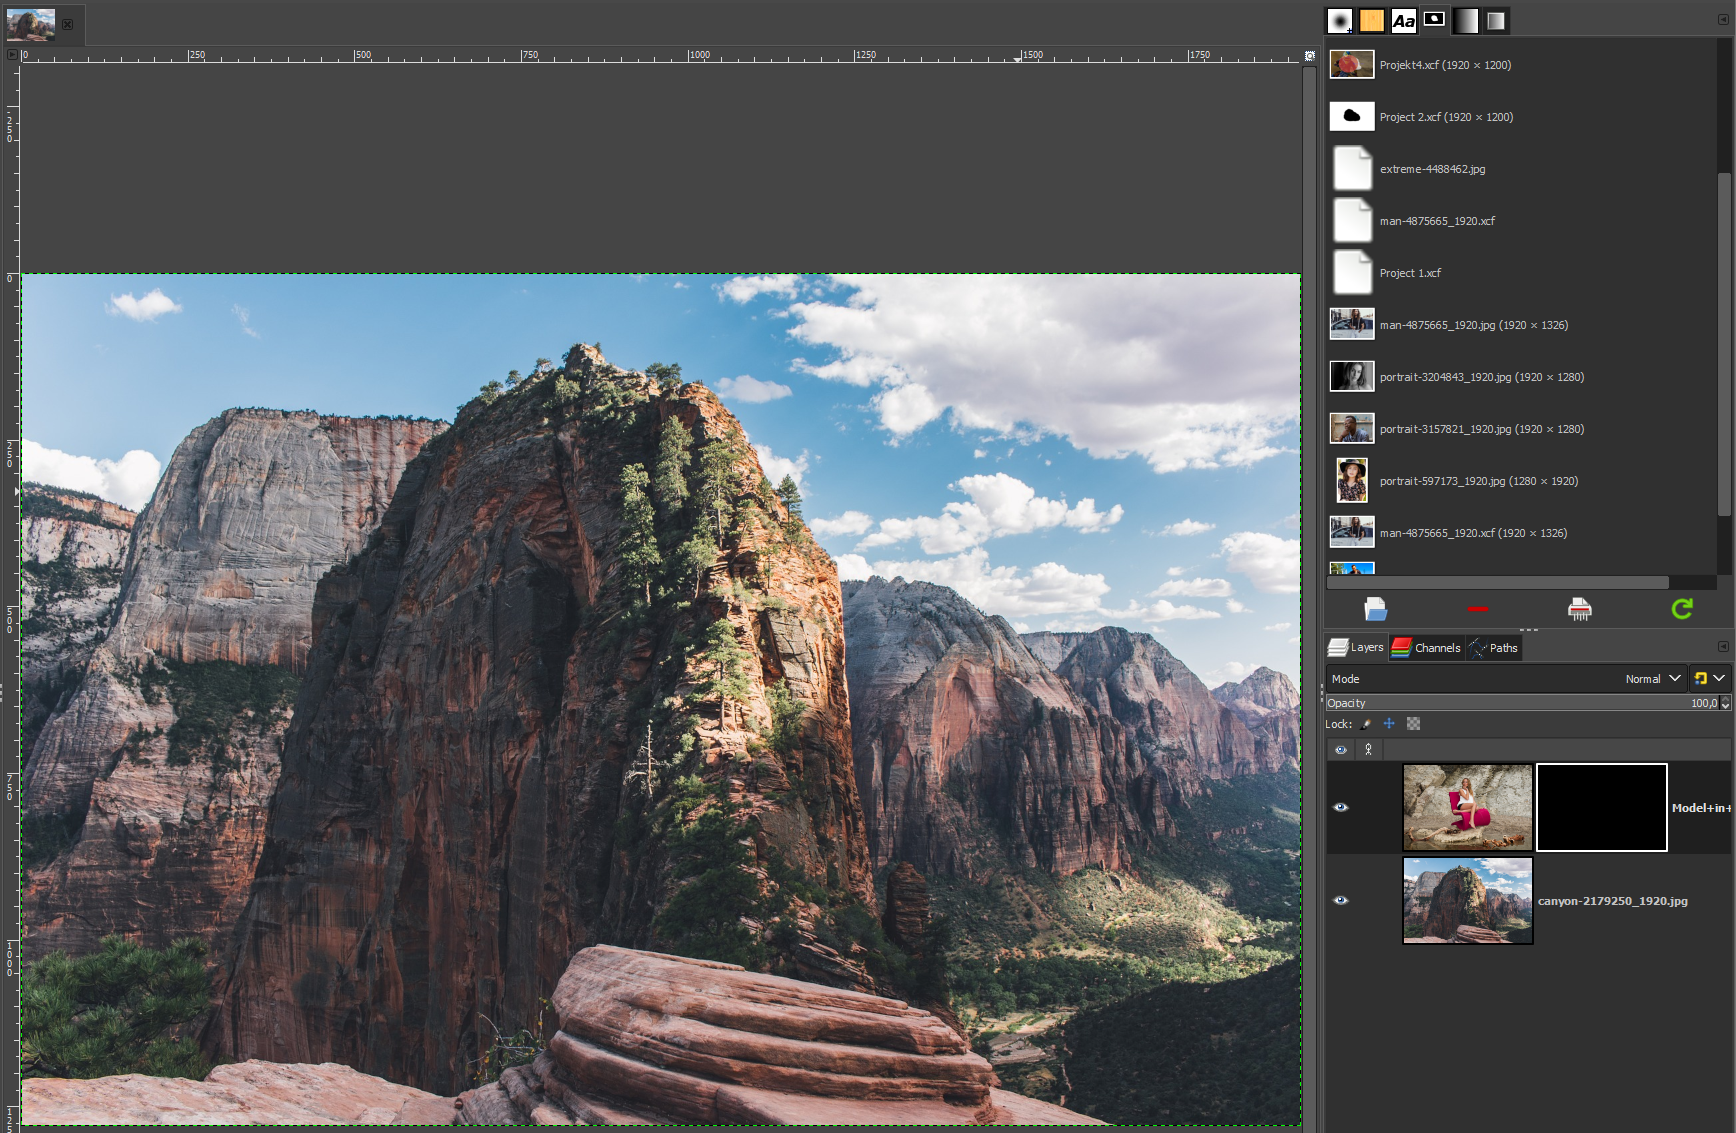 0 250 500 750 1000 1250 1500 1750
250
0
250
500
750
1000
125
Aa
Projekt4.xcf (1920 × 1200)
Project 2.xcf (1920 × 1200)
extreme-4488462.jpg
man-4875665_1920.xcf
Project 1.xcf
man-4875665_1920.jpg (1920 × 1326)
portrait-3204843_1920.jpg (1920 × 1280)
portrait-3157821_1920.jpg (1920 × 1280)
portrait-597173_1920.jpg (1280 × 1920)
man-4875665_1920.xcf (1920 × 1326)
Layers Channels Paths
Mode Normal
Opacity 100,0
Lock:
Model+in+
canyon-2179250_1920.jpg